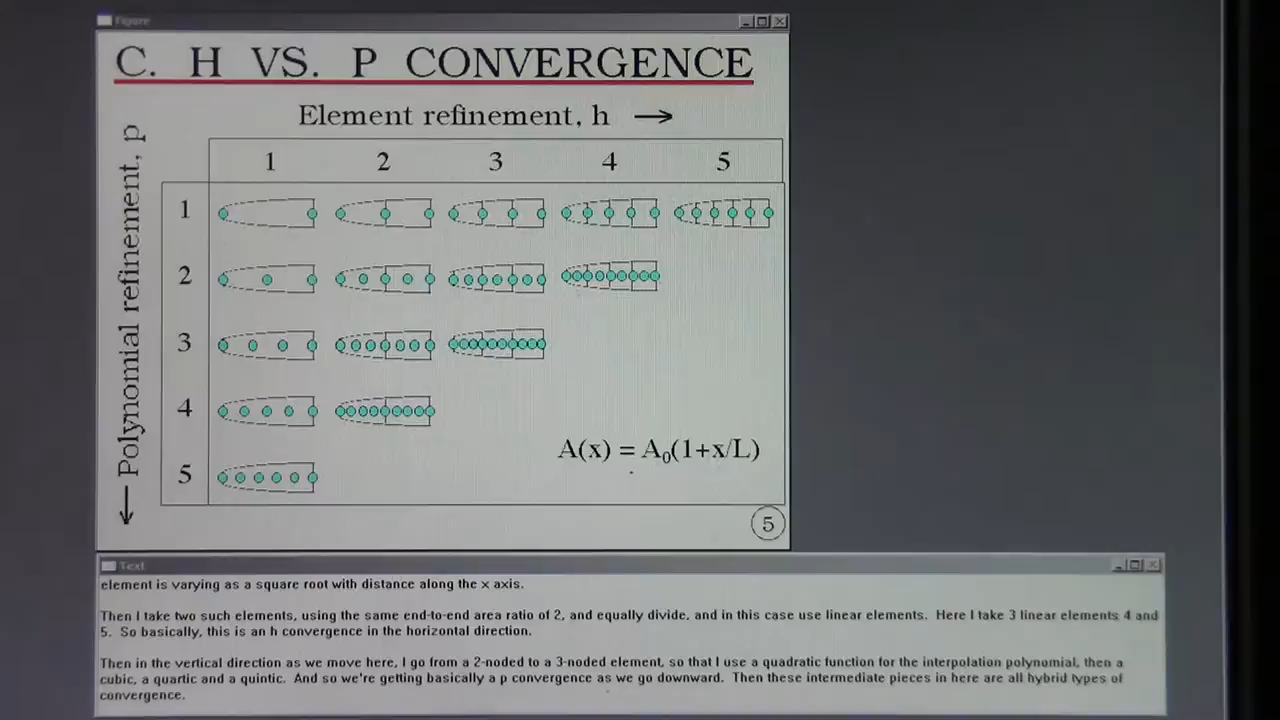 Figure
C. H VS. P CONVERGENCE
Element refinement, h →
Polynomial refinement, p
1 2 3 4 5
1
2
3
4
5
A(x) = A₀(1+x/L)
5
Text
element is varying as a square root with distance along the x axis.
Then I take two such elements, using the same end-to-end area ratio of 2, and equally divide, and in this case use linear elements. Here I take 3 linear elements 4 and
5. So basically, this is an h convergence in the horizontal direction.
Then in the vertical direction as we move here, I go from a 2-noded to a 3-noded element, so that I use a quadratic function for the interpolation polynomial, then a
cubic, a quartic and a quintic. And so we're getting basically a p convergence as we go downward. Then these intermediate pieces in here are all hybrid types of
convergence.